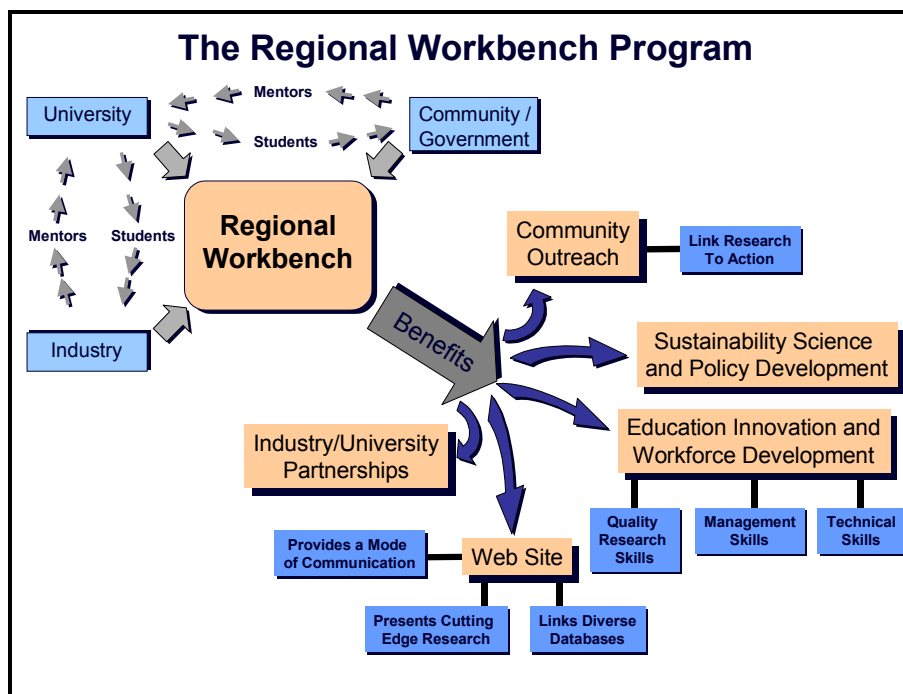 The Regional Workbench Program
Mentors
University
Community /
Government
Students
Mentors
Students
Regional
Workbench
Industry
Benefits
Community
Outreach
Link Research
To Action
Sustainability Science
and Policy Development
Education Innovation and
Workforce Development
Quality
Research
Skills
Management
Skills
Technical
Skills
Industry/University
Partnerships
Web Site
Provides a Mode
of Communication
Presents Cutting
Edge Research
Links Diverse
Databases